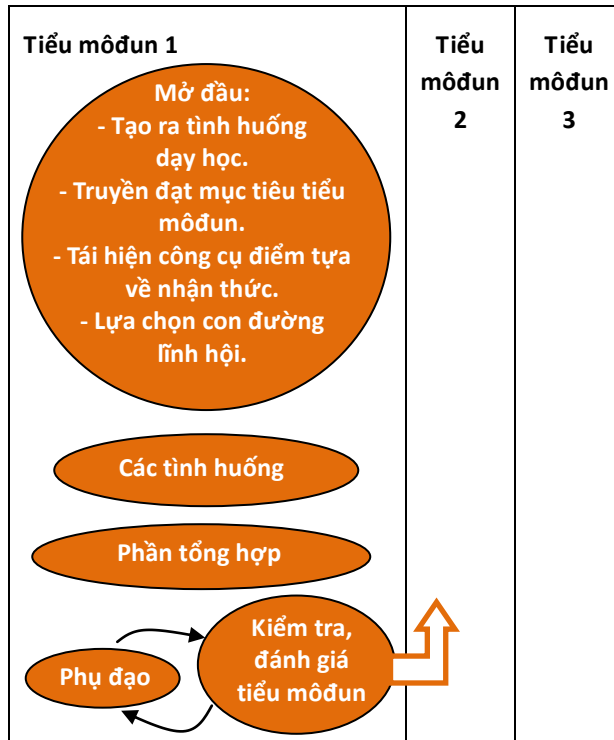 Tiểu môđun 1
Mở đầu:
- Tạo ra tình huống
dạy học.
- Truyền đạt mục tiêu tiểu
môđun.
- Tái hiện công cụ điểm tựa
về nhận thức.
- Lựa chọn con đường
lĩnh hội.
Các tình huống
Phần tổng hợp
Kiểm tra,
đánh giá
tiểu môđun
Phụ đạo
Tiểu
môđun
2
Tiểu
môđun
3